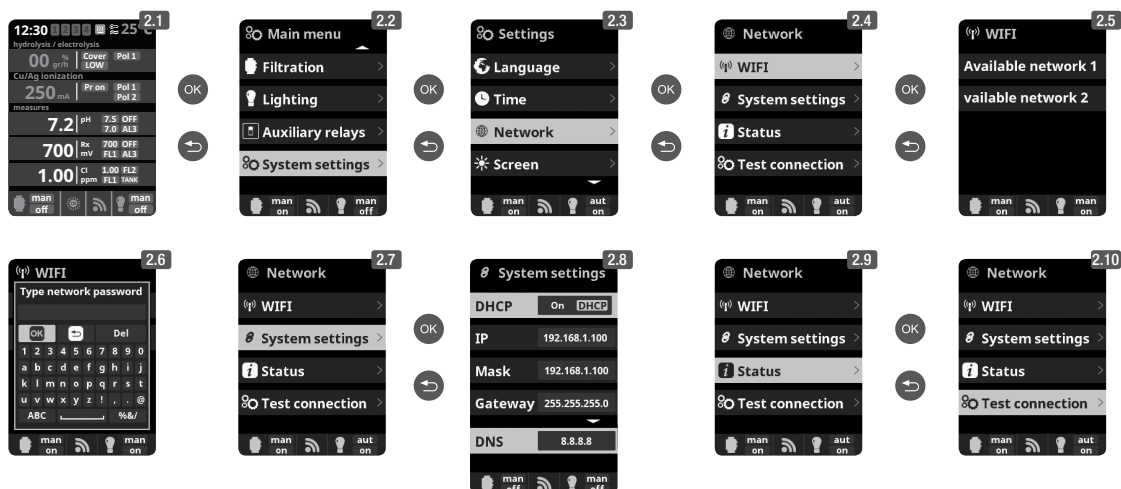 2.1
12:30 1 2 3 4 25°C
hydrolysis / electrolysis
00 % gr/h Cover LOW Pol 1
Cu/Ag ionization
250 mA Pr on Pol 1 Pol 2
measures
7.2 pH 7.5 OFF 7.0 AL3
700 Rx mV 700 OFF FL1 AL3
1.00 Cl ppm 1.00 FL2 FL1 TANK
man off man off
OK
2.2
Main menu
Filtration
Lighting
Auxiliary relays
System settings
man on man off
OK
2.3
Settings
Language
Time
Network
Screen
man on aut on
OK
2.4
Network
WIFI
System settings
Status
Test connection
man on aut on
OK
2.5
WIFI
Available network 1
vailable network 2
man on man on
2.6
WIFI
Type network password
OK Del
1 2 3 4 5 6 7 8 9 0
a b c d e f g h i j
k l m n o p q r s t
u v w x y z ! , . @
ABC %&/
man on man on
2.7
Network
WIFI
System settings
Status
Test connection
man on aut on
OK
2.8
System settings
DHCP On DHCP
IP 192.168.1.100
Mask 192.168.1.100
Gateway 255.255.255.0
DNS 8.8.8.8
man off man off
2.9
Network
WIFI
System settings
Status
Test connection
man on aut on
OK
2.10
Network
WIFI
System settings
Status
Test connection
man on aut on